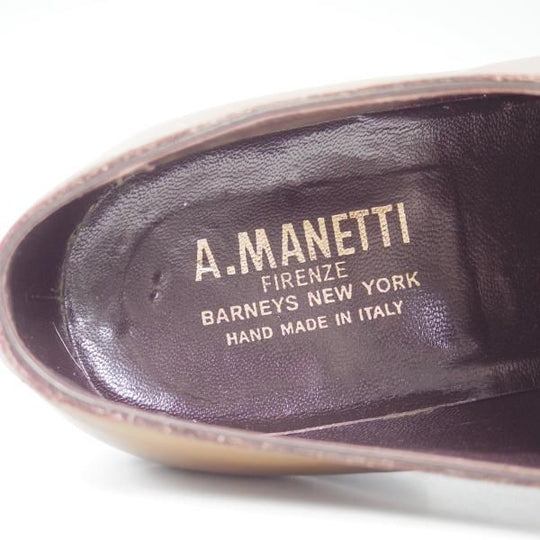 A.MANETTI
FIRENZE
BARNEYS NEW YORK
HAND MADE IN ITALY